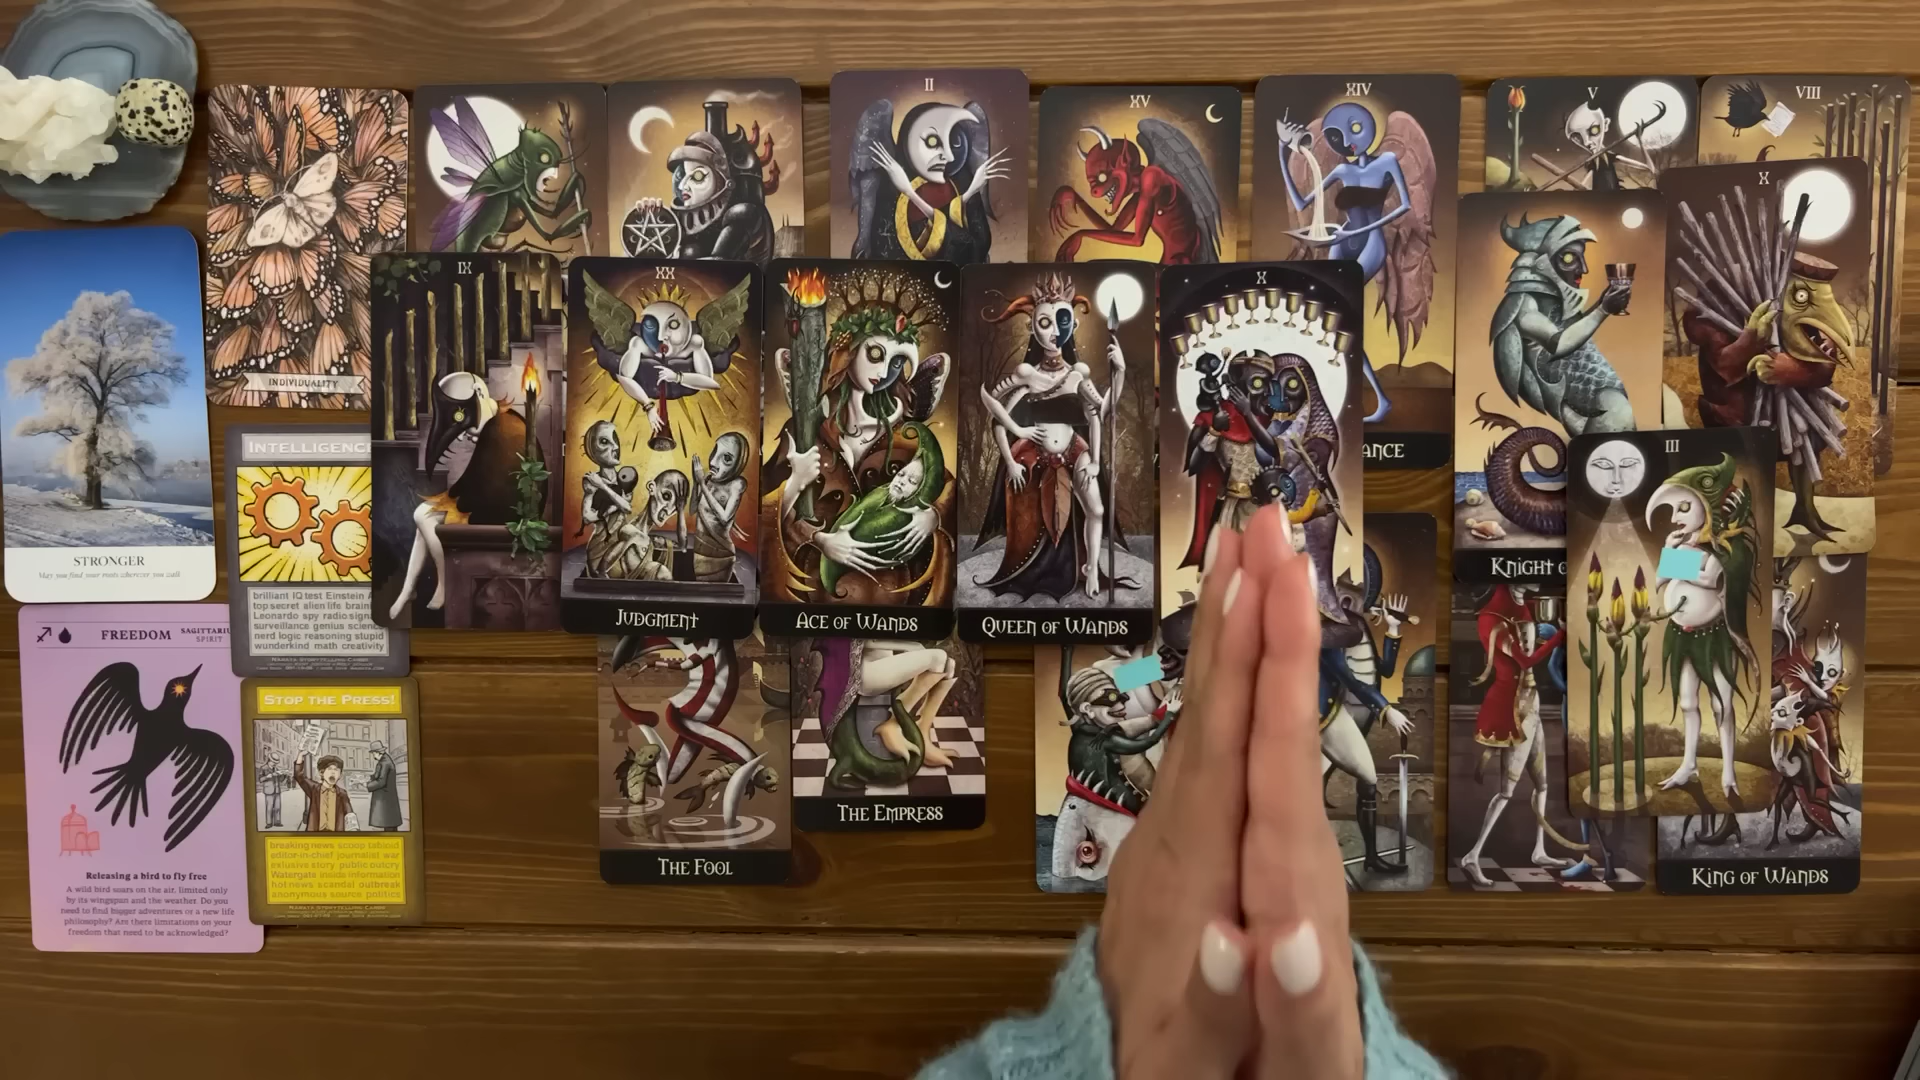 II
XV
XIV
V
VIII
X
IX
XX
X
INDIVIDUALITY
ANCE
INTELLIGENCE
III
STRONGER
May you find your roots wherever you walk
KNIGHT O
brilliant IQ test Einstein A
top secret alien life brain
Leonardo spy radio sign
surveillance genius scien
nerd logic reasoning stupid
wunderkind math creativity
JUDGMENT
ACE OF WANDS
QUEEN OF WANDS
FREEDOM
SAGITTARIU
SPIRIT
STOP THE PRESS!
THE EMPRESS
breaking news scoop tabloid
editor-in-chief journalist war
exlusive story public outcry
Watergate inside information
hot news scandal outbreak
anonymous source politics
THE FOOL
KING OF WANDS
Releasing a bird to fly free
A wild bird soars on the air, limited only
by its wingspan and the weather. Do you
need to find bigger adventures or a new life
philosophy? Are there limitations on your
freedom that need to be acknowledged?